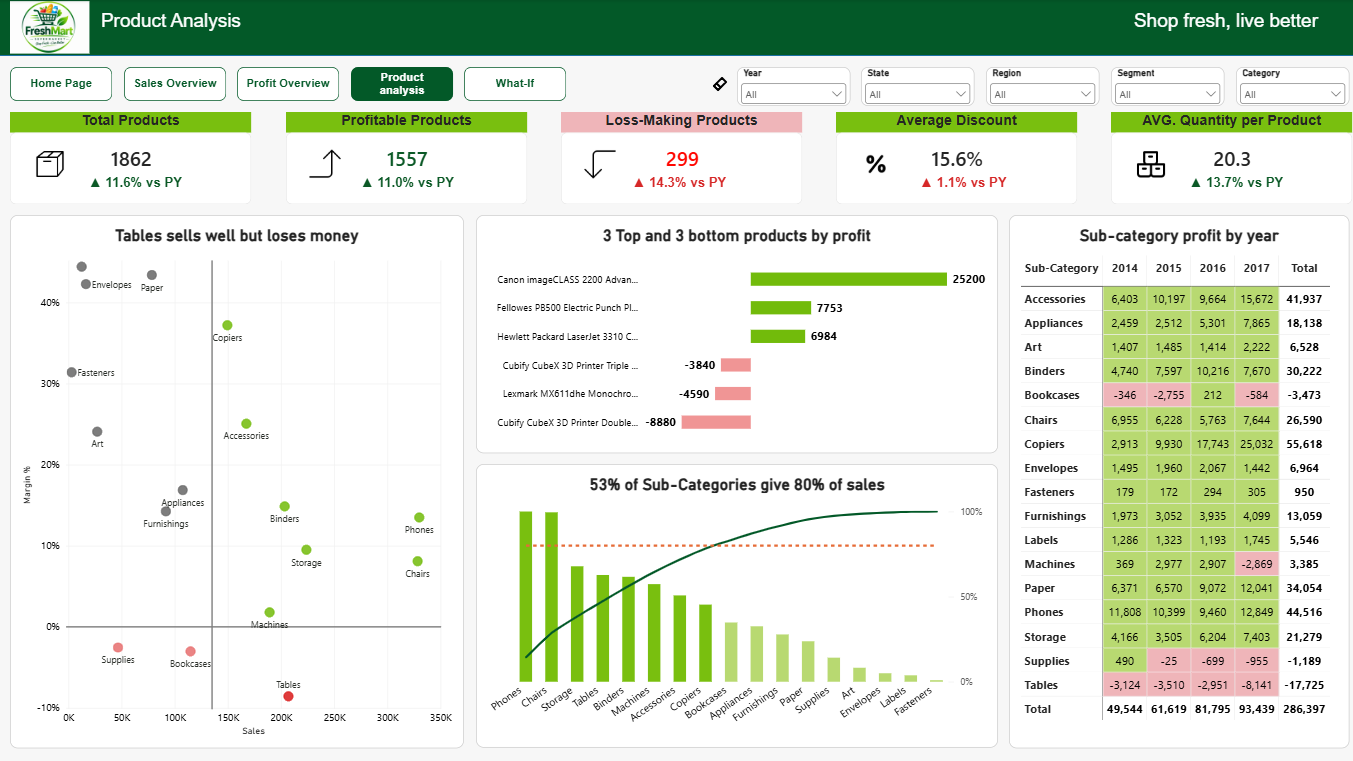 FreshMart
Product Analysis
Shop fresh, live better
Home Page
Sales Overview
Profit Overview
Product
analysis
What-If
Year
All
State
All
Region
All
Segment
All
Category
All
Total Products
1862
▲ 11.6% vs PY
Profitable Products
1557
▲ 11.0% vs PY
Loss-Making Products
299
▲ 14.3% vs PY
Average Discount
%
15.6%
▲ 1.1% vs PY
AVG. Quantity per Product
20.3
▲ 13.7% vs PY
Tables sells well but loses money
Margin %
40%
30%
20%
10%
0%
-10%
Envelopes
Paper
Copiers
Fasteners
Accessories
Art
Appliances
Furnishings
Binders
Phones
Storage
Chairs
Machines
Supplies
Bookcases
Tables
0K 50K 100K 150K 200K 250K 300K 350K
Sales
3 Top and 3 bottom products by profit
Canon imageCLASS 2200 Advan... 25200
Fellowes PB500 Electric Punch Pl... 7753
Hewlett Packard LaserJet 3310 C... 6984
Cubify CubeX 3D Printer Triple ... -3840
Lexmark MX611dhe Monochro... -4590
Cubify CubeX 3D Printer Double... -8880
53% of Sub-Categories give 80% of sales
100%
50%
0%
Phones
Chairs
Storage
Tables
Binders
Machines
Accessories
Copiers
Bookcases
Appliances
Furnishings
Paper
Supplies
Art
Envelopes
Labels
Fasteners
Sub-category profit by year
Sub-Category 2014 2015 2016 2017 Total
Accessories 6,403 10,197 9,664 15,672 41,937
Appliances 2,459 2,512 5,301 7,865 18,138
Art 1,407 1,485 1,414 2,222 6,528
Binders 4,740 7,597 10,216 7,670 30,222
Bookcases -346 -2,755 212 -584 -3,473
Chairs 6,955 6,228 5,763 7,644 26,590
Copiers 2,913 9,930 17,743 25,032 55,618
Envelopes 1,495 1,960 2,067 1,442 6,964
Fasteners 179 172 294 305 950
Furnishings 1,973 3,052 3,935 4,099 13,059
Labels 1,286 1,323 1,193 1,745 5,546
Machines 369 2,977 2,907 -2,869 3,385
Paper 6,371 6,570 9,072 12,041 34,054
Phones 11,808 10,399 9,460 12,849 44,516
Storage 4,166 3,505 6,204 7,403 21,279
Supplies 490 -25 -699 -955 -1,189
Tables -3,124 -3,510 -2,951 -8,141 -17,725
Total 49,544 61,619 81,795 93,439 286,397